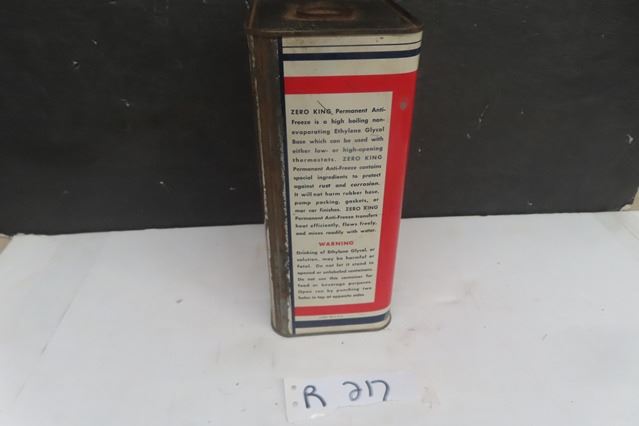 ZERO KING, Permanent Anti-
Freeze is a high boiling non-
evaporating Ethylene Glycol
Base which can be used with
either low- or high-opening
thermostats. ZERO KING
Permanent Anti-Freeze contains
special ingredients to protect
against rust and corrosion.
It will not harm rubber hose,
pump packing, gaskets, or
mar car finishes. ZERO KING
Permanent Anti-Freeze transfers
heat efficiently, flows freely,
and mixes readily with water.
WARNING
Drinking of Ethylene Glycol, or
solution, may be harmful or
fatal. Do not let it stand in
opened or unlabeled containers.
Do not use this container for
food or beverage purposes.
Open can by punching two
holes in top at opposite sides
R 217